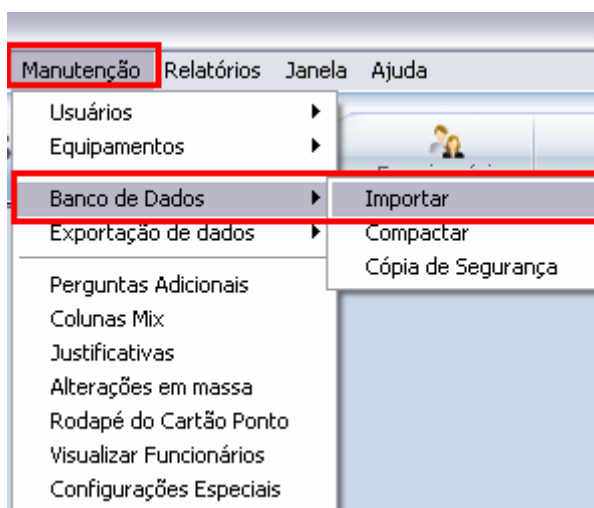 Manutenção Relatórios Janela Ajuda
Usuários
Equipamentos
Banco de Dados Importar
Exportação de dados Compactar
Cópia de Segurança
Perguntas Adicionais
Colunas Mix
Justificativas
Alterações em massa
Rodapé do Cartão Ponto
Visualizar Funcionários
Configurações Especiais